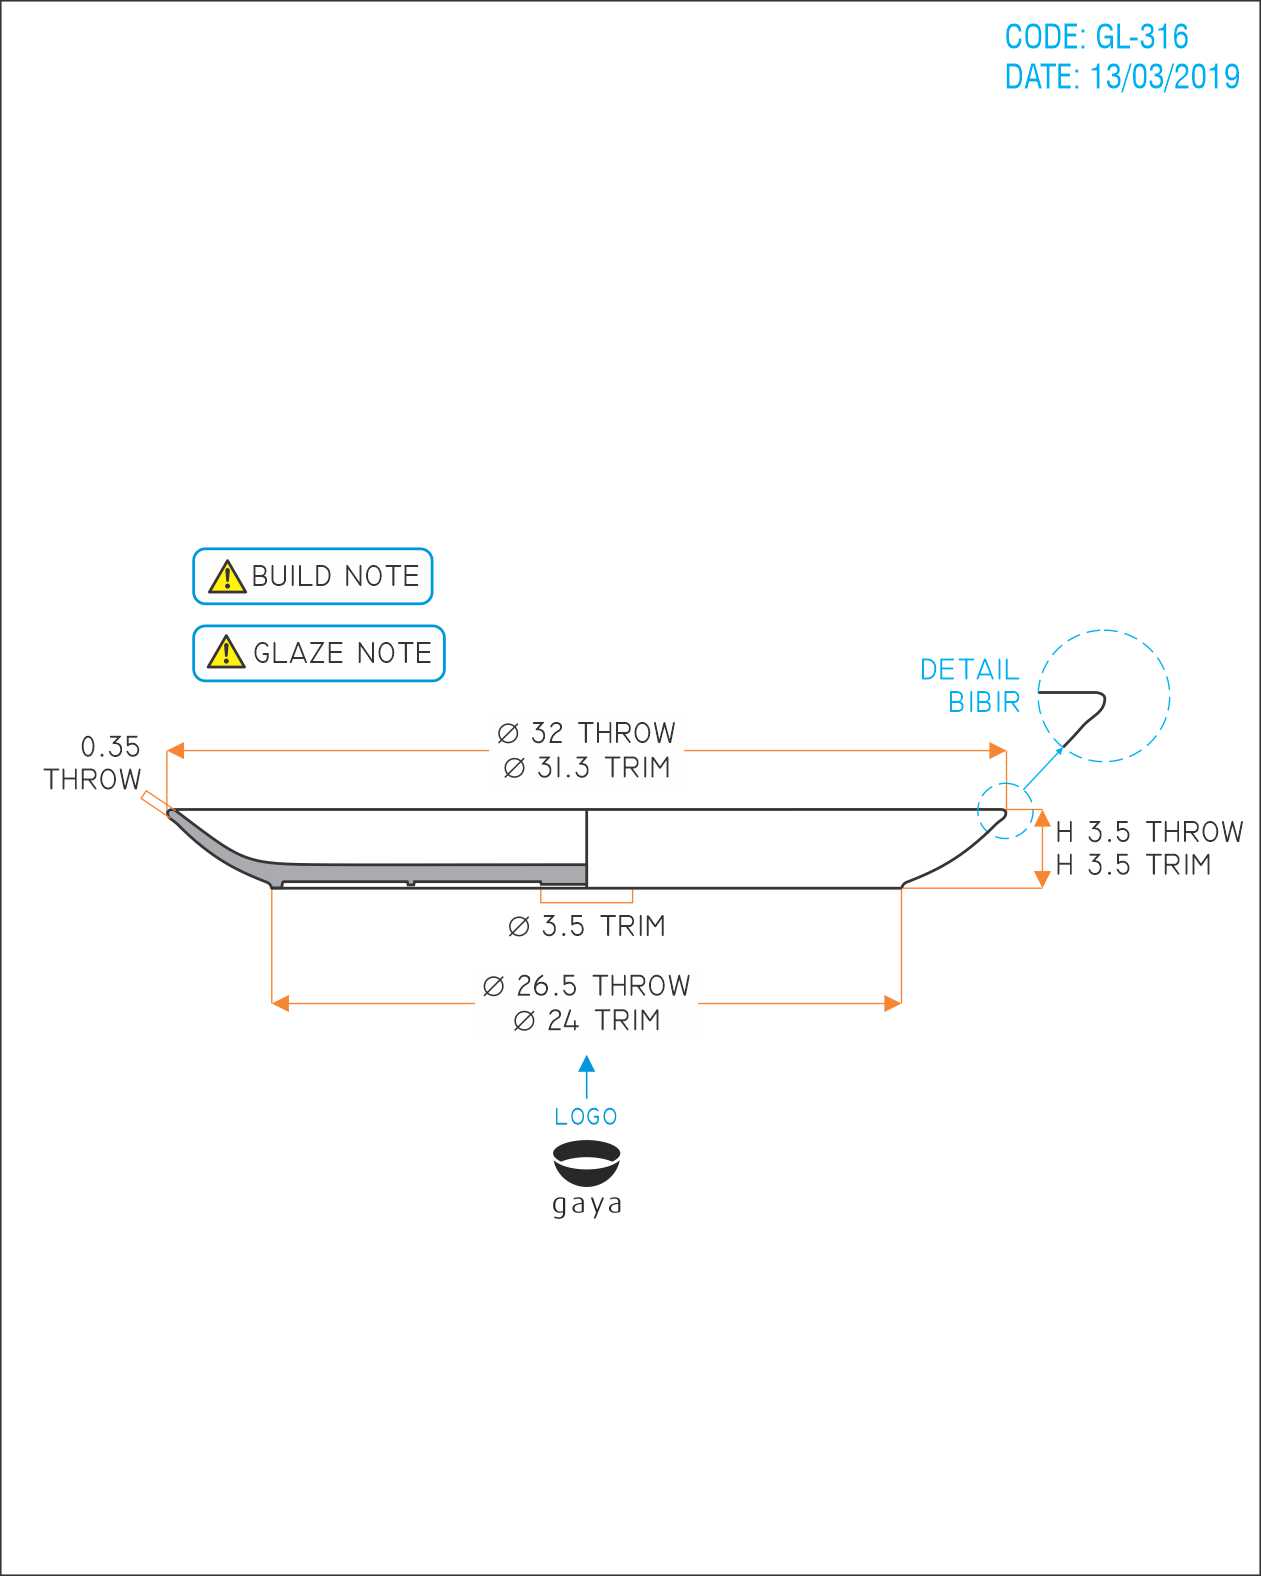 CODE: GL-316
DATE: 13/03/2019
BUILD NOTE
GLAZE NOTE
DETAIL
BIBIR
0.35
THROW
Ø 32 THROW
Ø 31.3 TRIM
H 3.5 THROW
H 3.5 TRIM
Ø 3.5 TRIM
Ø 26.5 THROW
Ø 24 TRIM
LOGO
gaya